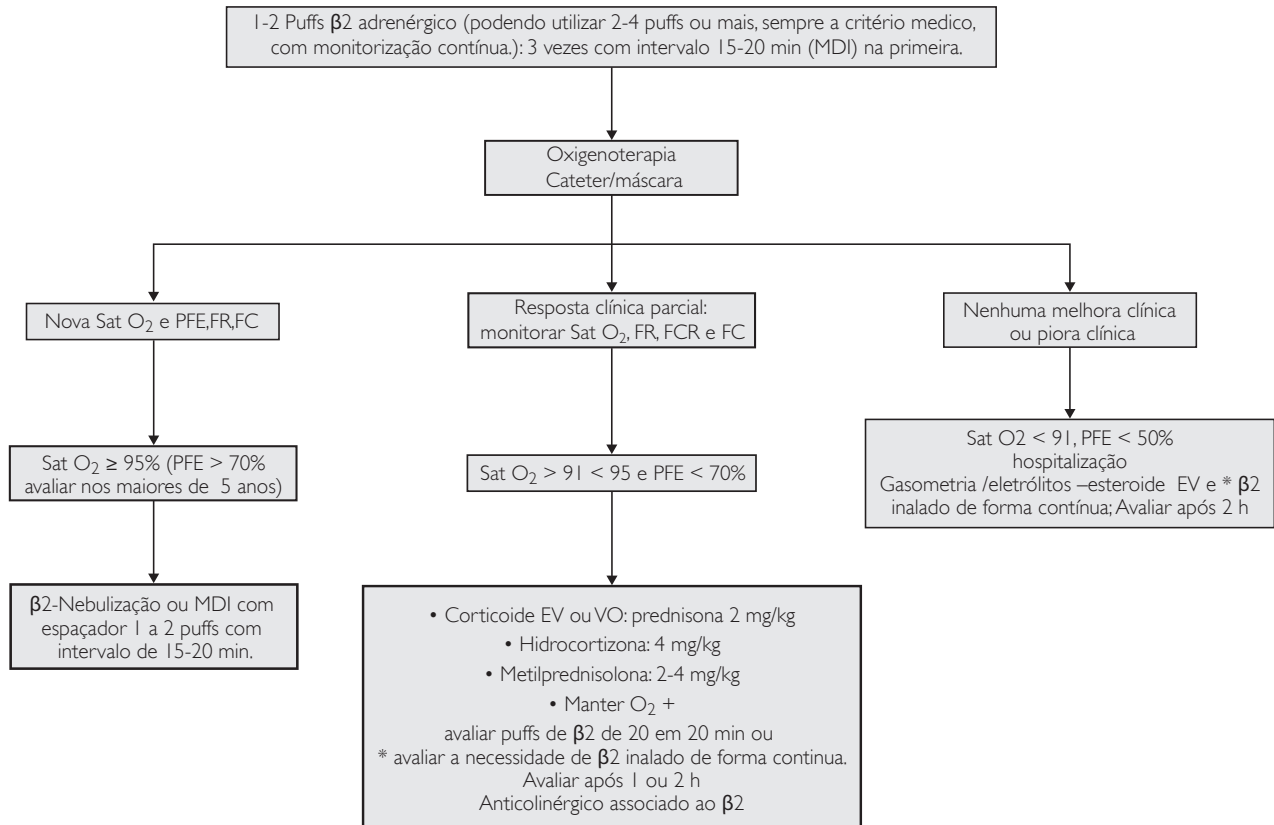 1-2 Puffs β2 adrenérgico (podendo utilizar 2-4 puffs ou mais, sempre a critério medico,
com monitorização contínua.): 3 vezes com intervalo 15-20 min (MDI) na primeira.
Oxigenoterapia
Cateter/máscara
Nova Sat O2 e PFE,FR,FC
Resposta clínica parcial:
monitorar Sat O2, FR, FCR e FC
Nenhuma melhora clínica
ou piora clínica
Sat O2 ≥ 95% (PFE > 70%
avaliar nos maiores de 5 anos)
Sat O2 > 91 < 95 e PFE < 70%
Sat O2 < 91, PFE < 50%
hospitalização
Gasometria /eletrólitos –esteroide EV e * β2
inalado de forma contínua; Avaliar após 2 h
β2-Nebulização ou MDI com
espaçador 1 a 2 puffs com
intervalo de 15-20 min.
• Corticoide EV ou VO: prednisona 2 mg/kg
• Hidrocortizona: 4 mg/kg
• Metilprednisolona: 2-4 mg/kg
• Manter O2 +
avaliar puffs de β2 de 20 em 20 min ou
* avaliar a necessidade de β2 inalado de forma continua.
Avaliar após 1 ou 2 h
Anticolinérgico associado ao β2